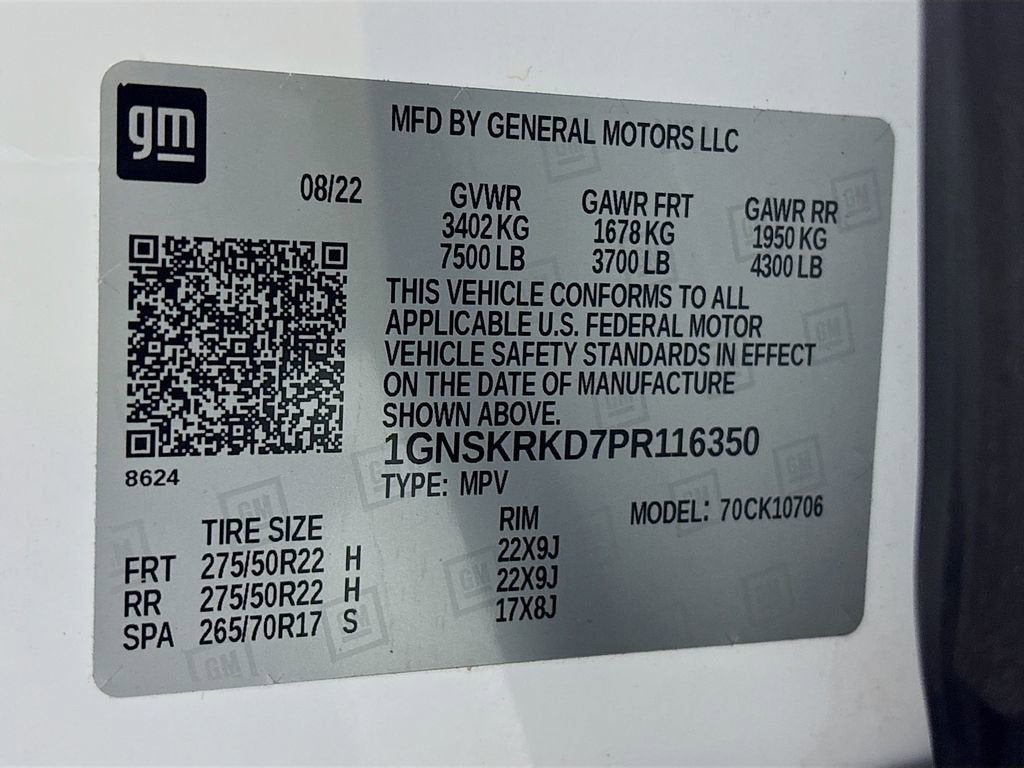 gm
MFD BY GENERAL MOTORS LLC
08/22
GVWR GAWR FRT GAWR RR
3402 KG 1678 KG 1950 KG
7500 LB 3700 LB 4300 LB
THIS VEHICLE CONFORMS TO ALL
APPLICABLE U.S. FEDERAL MOTOR
VEHICLE SAFETY STANDARDS IN EFFECT
ON THE DATE OF MANUFACTURE
SHOWN ABOVE.
1GNSKRKD7PR116350
8624
TYPE: MPV
MODEL: 70CK10706
TIRE SIZE RIM
FRT 275/50R22 H 22X9J
RR 275/50R22 H 22X9J
SPA 265/70R17 S 17X8J